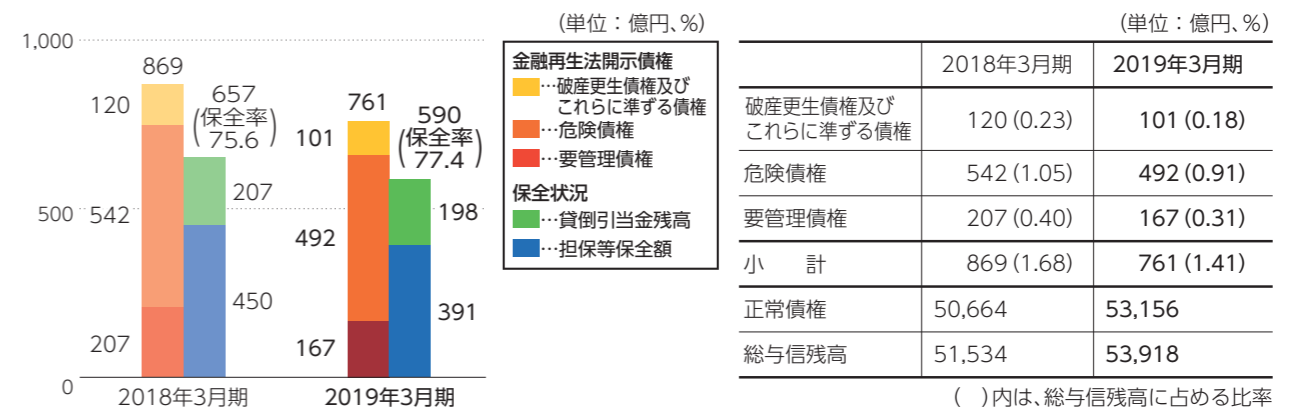 (単位：億円、%)
1,000
500
0
869
120
542
207
657
(保全率
75.6)
207
450
2018年3月期
761
101
492
167
590
(保全率
77.4)
198
391
2019年3月期
金融再生法開示債権
…破産更生債権及び
これらに準ずる債権
…危険債権
…要管理債権
保全状況
…貸倒引当金残高
…担保等保全額
(単位：億円、%)
2018年3月期 2019年3月期
破産更生債権及び
これらに準ずる債権 120 (0.23) 101 (0.18)
危険債権 542 (1.05) 492 (0.91)
要管理債権 207 (0.40) 167 (0.31)
小　計 869 (1.68) 761 (1.41)
正常債権 50,664 53,156
総与信残高 51,534 53,918
(　)内は、総与信残高に占める比率